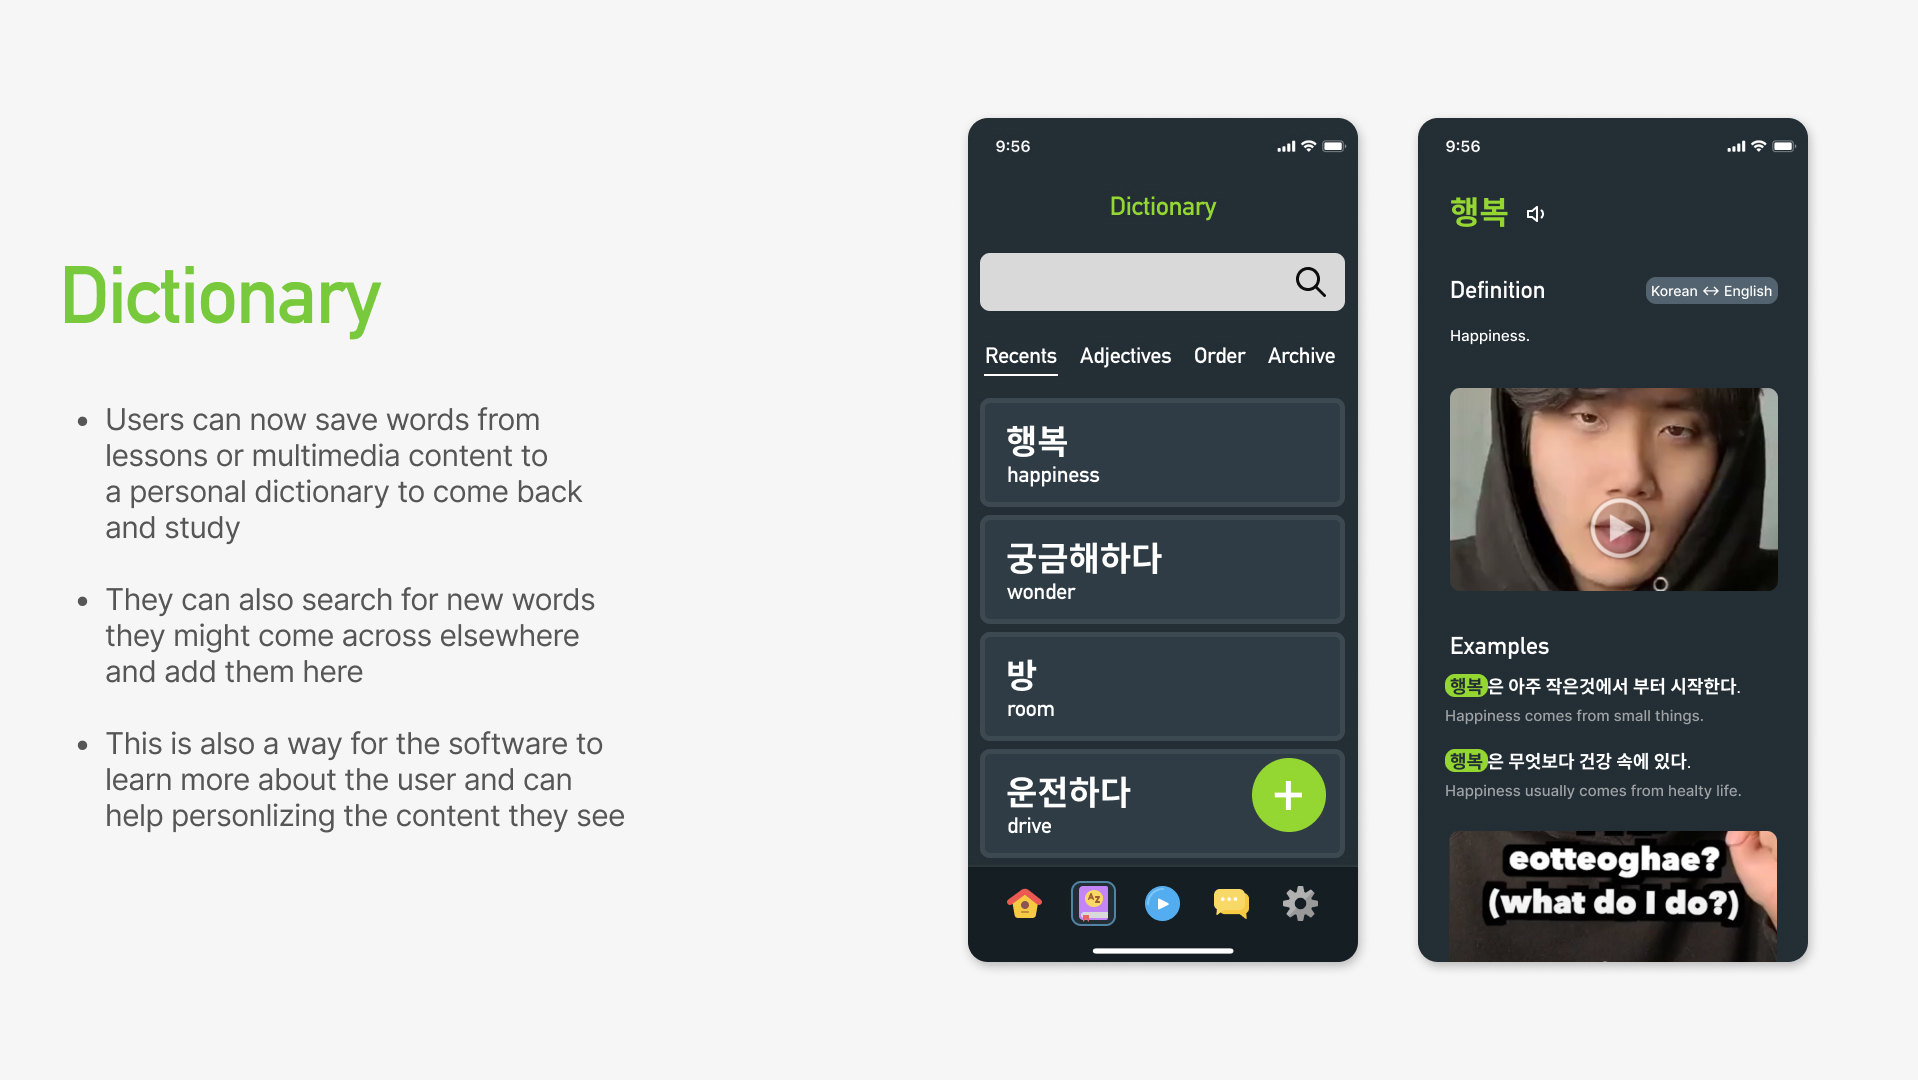 Dictionary
Users can now save words from
lessons or multimedia content to
a personal dictionary to come back
and study
They can also search for new words
they might come across elsewhere
and add them here
This is also a way for the software to
learn more about the user and can
help personlizing the content they see
9:56
Dictionary
Recents Adjectives Order Archive
행복
happiness
궁금해하다
wonder
방
room
운전하다
drive
AZ
9:56
행복
Definition
Korean ↔ English
Happiness.
Examples
행복은 아주 작은것에서 부터 시작한다.
Happiness comes from small things.
행복은 무엇보다 건강 속에 있다.
Happiness usually comes from healty life.
eotteoghae?
(what do I do?)